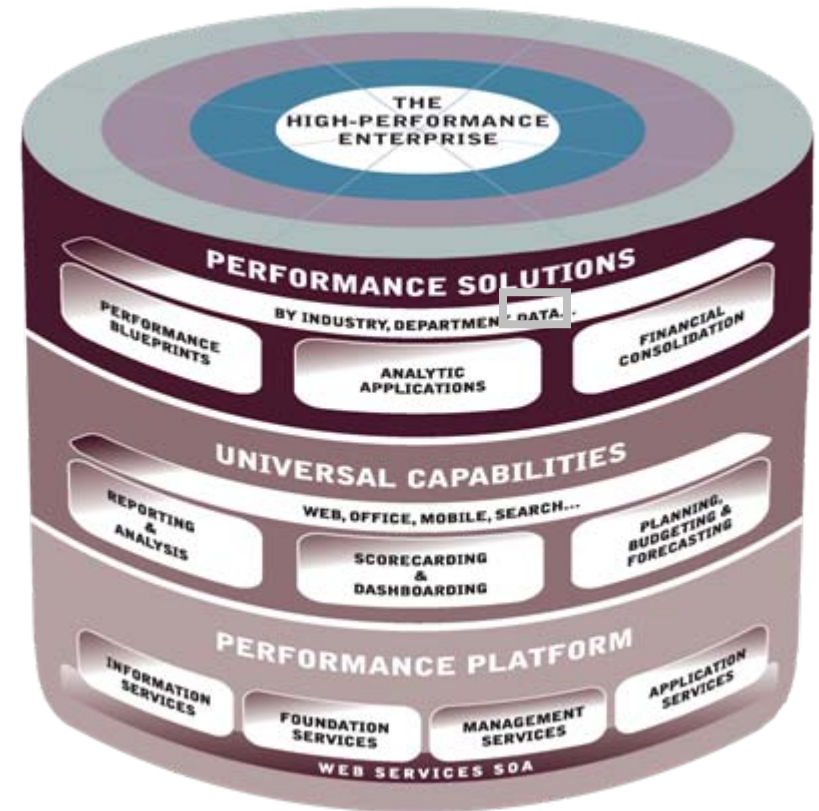 THE
HIGH-PERFORMANCE
ENTERPRISE
PERFORMANCE SOLUTIONS
BY INDUSTRY, DEPARTMENT, DATA...
PERFORMANCE
BLUEPRINTS
ANALYTIC
APPLICATIONS
FINANCIAL
CONSOLIDATION
UNIVERSAL CAPABILITIES
WEB, OFFICE, MOBILE, SEARCH...
REPORTING
&
ANALYSIS
SCORECARDING
&
DASHBOARDING
PLANNING,
BUDGETING &
FORECASTING
PERFORMANCE PLATFORM
INFORMATION
SERVICES
FOUNDATION
SERVICES
MANAGEMENT
SERVICES
APPLICATION
SERVICES
WEB SERVICES SOA